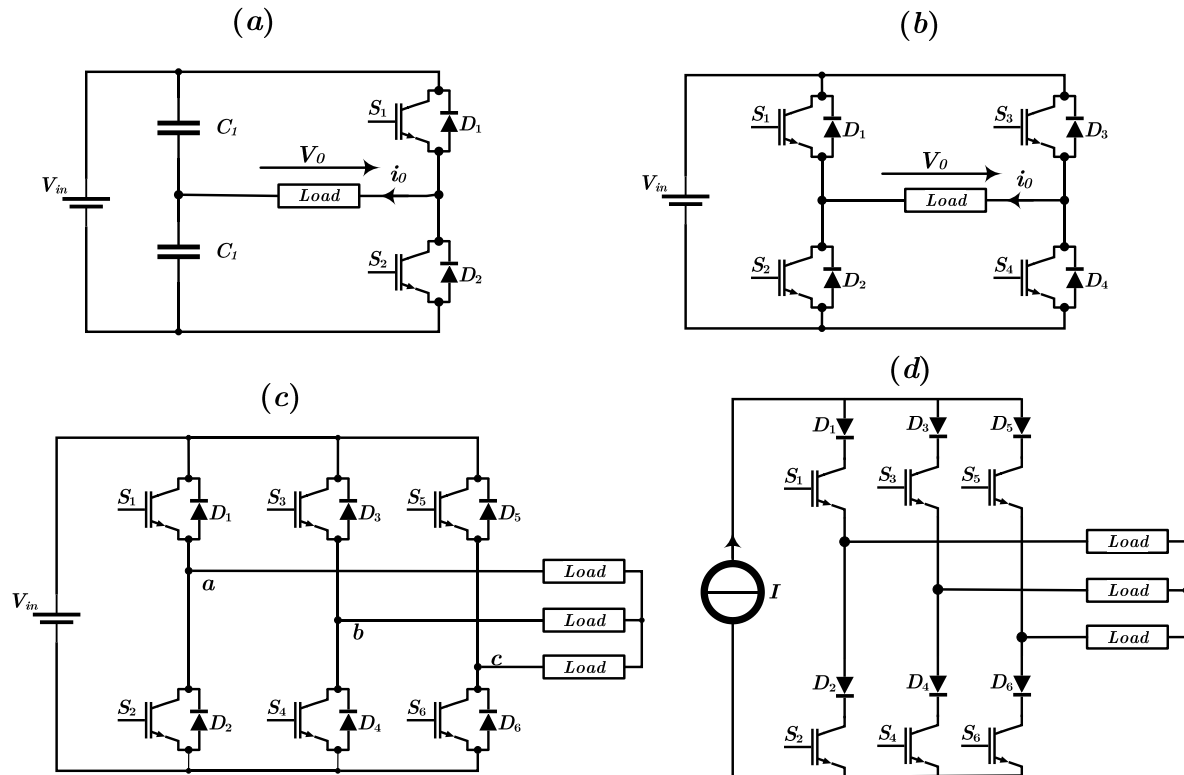 (a)
S1
D1
C1
V0
i0
Vin
Load
C1
S2
D2
(b)
S1
D1
S3
D3
V0
i0
Vin
Load
S2
D2
S4
D4
(c)
S1
D1
S3
D3
S5
D5
a
Load
Vin
b
Load
c
Load
S2
D2
S4
D4
S6
D6
(d)
D1
D3
D5
S1
S3
S5
Load
I
Load
Load
D2
D4
D6
S2
S4
S6